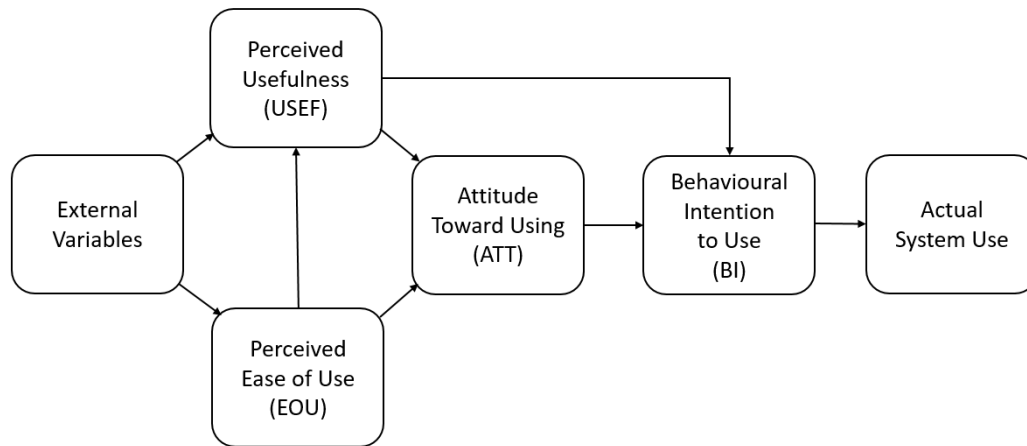 Perceived
Usefulness
(USEF)
External
Variables
Perceived
Ease of Use
(EOU)
Attitude
Toward Using
(ATT)
Behavioural
Intention
to Use
(BI)
Actual
System Use